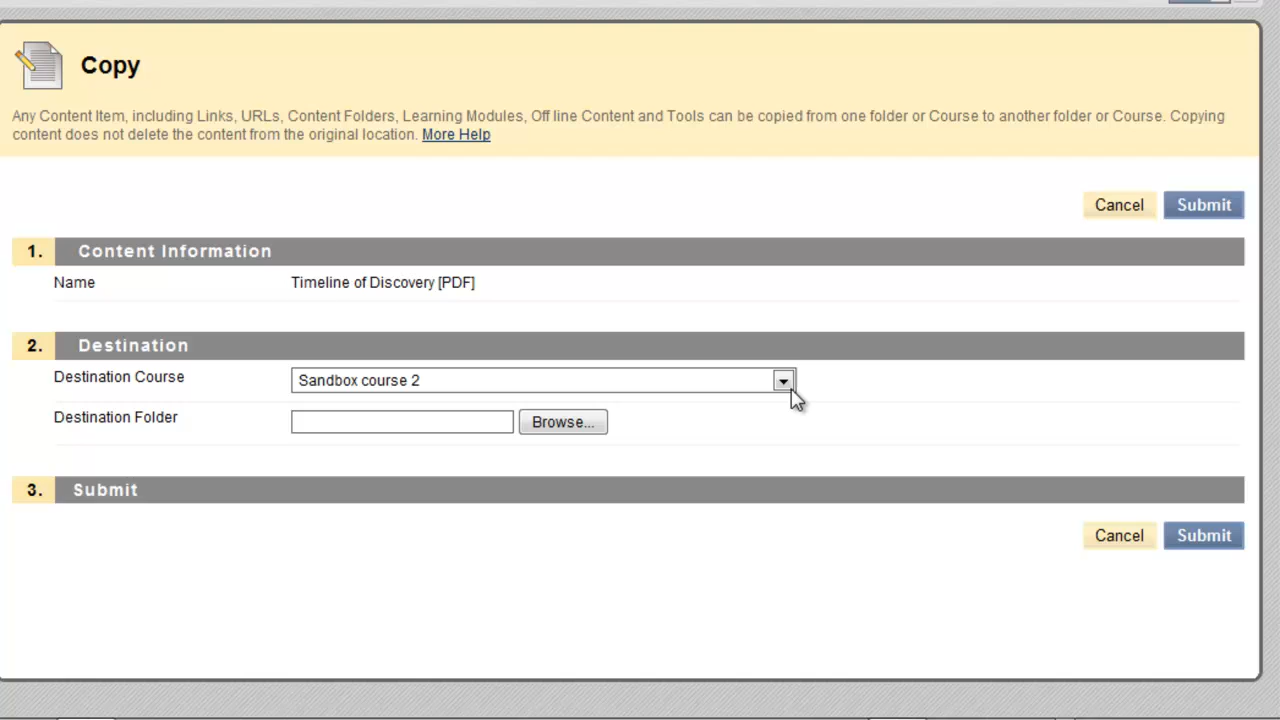 Copy
Any Content Item, including Links, URLs, Content Folders, Learning Modules, Off line Content and Tools can be copied from one folder or Course to another folder or Course. Copying
content does not delete the content from the original location. More Help
Cancel Submit
1. Content Information
Name Timeline of Discovery [PDF]
2. Destination
Destination Course Sandbox course 2
Destination Folder Browse...
3. Submit
Cancel Submit